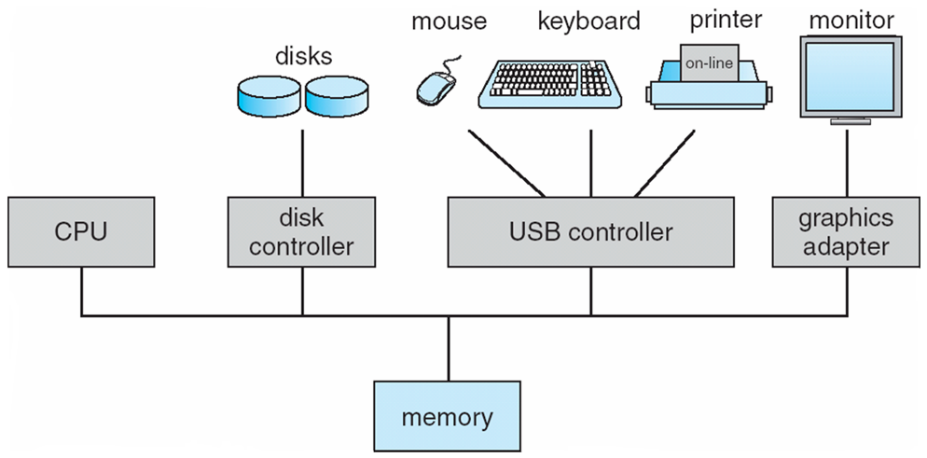 mouse
keyboard
printer
monitor
disks
on-line
CPU
disk
controller
USB controller
graphics
adapter
memory